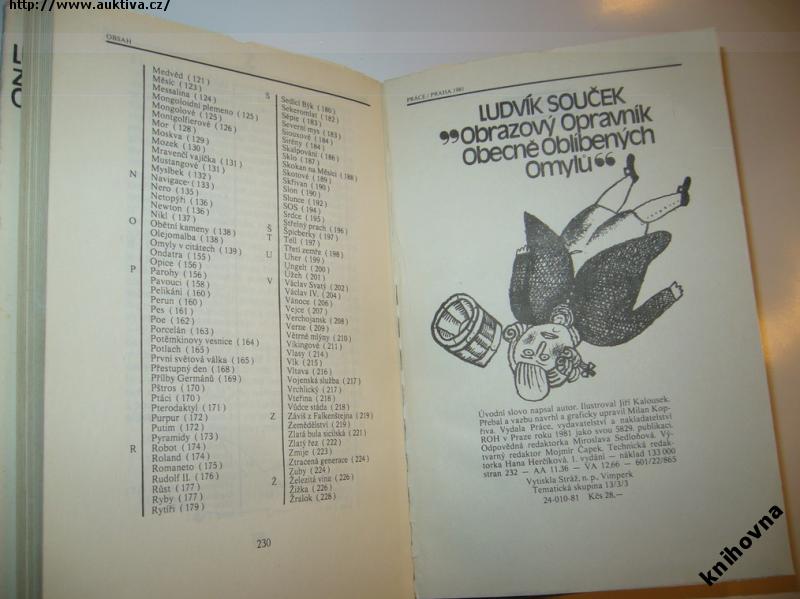 http://www.auktiva.cz/
OBSAH
Medvěd (121)
Měsíc (123)
Messalina (124)
Mongoloidní plemeno (125)
Mongolové (125)
Montgolfierové (126)
Mor (128)
Moskva (129)
Mozek (130)
Mravenčí vajíčka (131)
Mustangové (131)
Myslbek (132)
N Navigace (133)
Nero (135)
Netopýři (136)
Newton (136)
Nikl (137)
O Obětní kameny (138)
Olejomalba (138)
Omyly v citátech (139)
Ondatra (155)
Opice (156)
P Parohy (156)
Pavouci (158)
Pelikáni (160)
Perun (160)
Pes (161)
Poe (162)
Porcelán (163)
Potěmkinovy vesnice (164)
Potlach (165)
První světová válka (165)
Přestupný den (168)
Přilby Germánů (169)
Pštros (170)
Ptáci (170)
Pterodaktyl (171)
Purpur (172)
Putim (172)
Pyramidy (173)
R Robot (174)
Roland (174)
Romaneto (175)
Rudolf II. (176)
Růst (177)
Ryby (177)
Rytíři (179)
S Sedící Býk (180)
Sekeromlat (182)
Sépie (183)
Severní mys (183)
Siouxové (184)
Sirény (184)
Skalpování (186)
Sklo (187)
Skokan na Měsíci (188)
Skotové (189)
Skřivan (190)
Slon (190)
Slunce (192)
SOS (194)
Srdce (195)
Střelný prach (196)
Š Špicberky (197)
T Tell (197)
Třetí země (198)
U Uher (199)
Ungelt (200)
Užeh (201)
V Václav Svatý (202)
Václav IV. (204)
Vánoce (206)
Vejce (207)
Verchojansk (208)
Verne (209)
Větrné mlýny (210)
Vikingové (211)
Vlasy (214)
Vlk (215)
Vltava (216)
Vojenská služba (217)
Vrchlický (217)
Vteřina (216)
Vůdce stáda (218)
Z Záviš z Falkenštejna (219)
Zemědělství (219)
Zlatá bula sicilská (221)
Zlatý řez (222)
Zmije (223)
Ztracená generace (224)
Zuby (224)
Ž Železitá vína (226)
Žižka (226)
Žralok (228)
230
PRÁCE / PRAHA 1981
LUDVÍK SOUČEK
„Obrazový Opravník
Obecně Oblíbených
Omylů“
Úvodní slovo napsal autor. Ilustroval Jiří Kalousek.
Přebal a vazbu navrhl a graficky upravil Milan Kop-
řiva. Vydala Práce, vydavatelství a nakladatelství
ROH v Praze roku 1981 jako svou 5829. publikaci.
Odpovědná redaktorka Miroslava Sedloňová. Vý-
tvarný redaktor Mojmír Čapek. Technická redak-
torka Hana Herčíková. 1. vydání — náklad 133 000
stran 232 — AA 11,36 — VA 12,66 — 601/22/865
Vytiskla Stráž, n. p., Vimperk
Tematická skupina 13/3/3
24-010-81 Kčs 28,—
knihovna